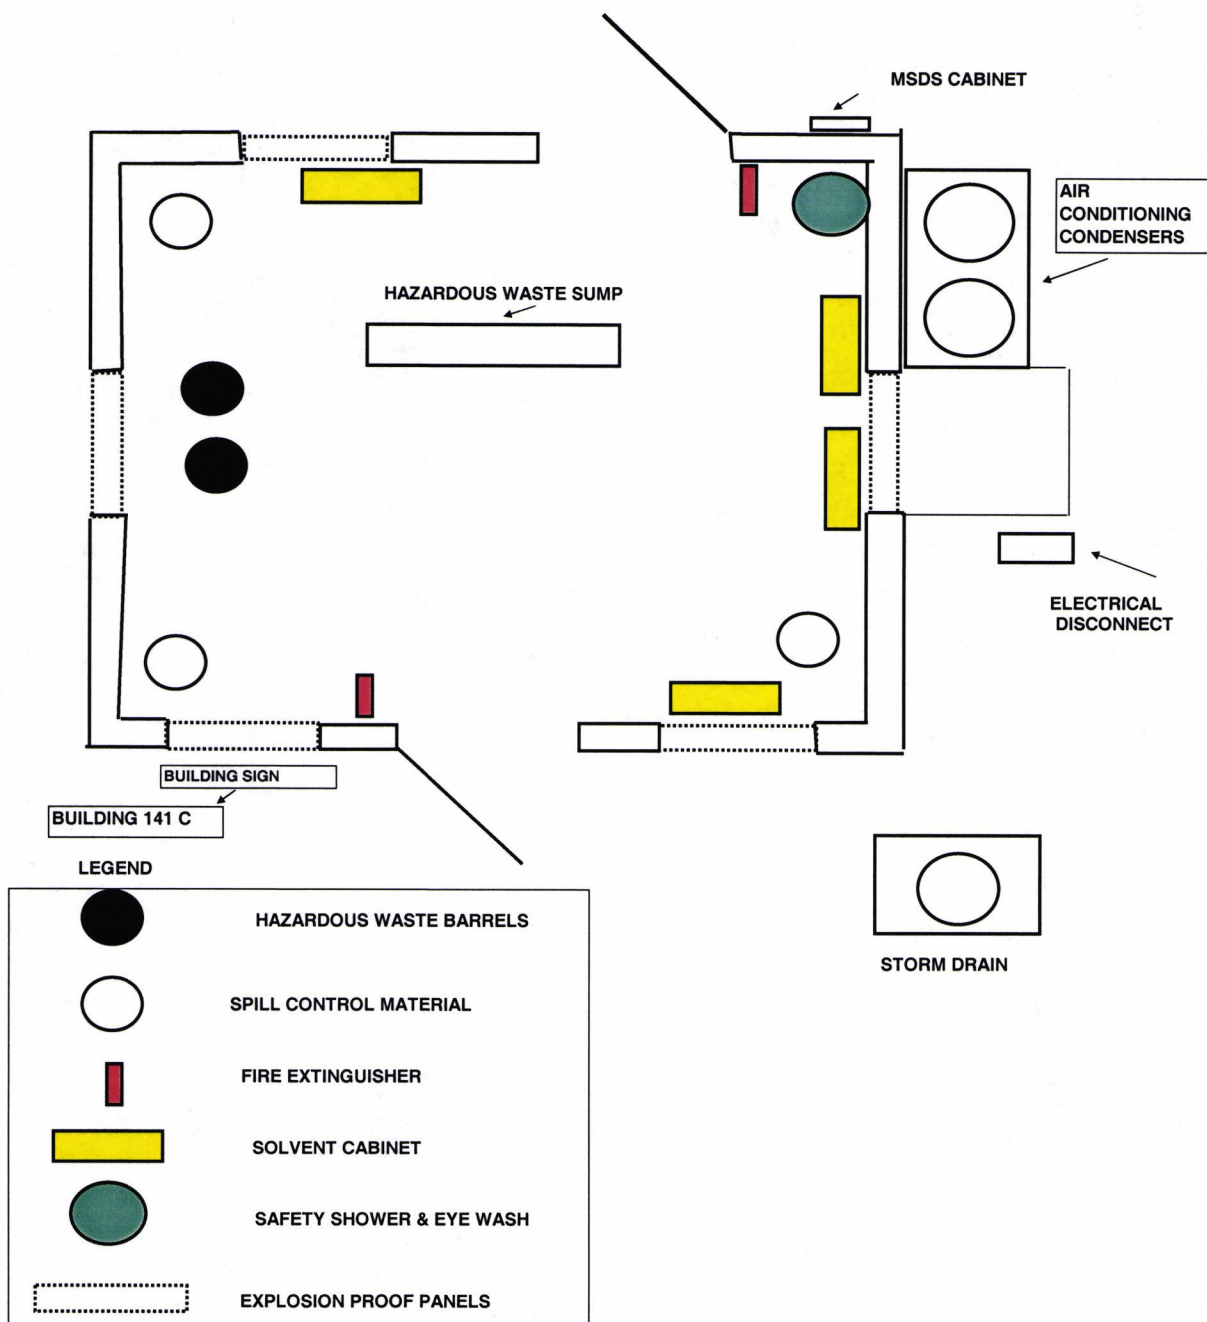 MSDS CABINET
AIR
CONDITIONING
CONDENSERS
HAZARDOUS WASTE SUMP
ELECTRICAL
DISCONNECT
BUILDING SIGN
BUILDING 141 C
LEGEND
HAZARDOUS WASTE BARRELS
SPILL CONTROL MATERIAL
FIRE EXTINGUISHER
SOLVENT CABINET
SAFETY SHOWER & EYE WASH
EXPLOSION PROOF PANELS
STORM DRAIN